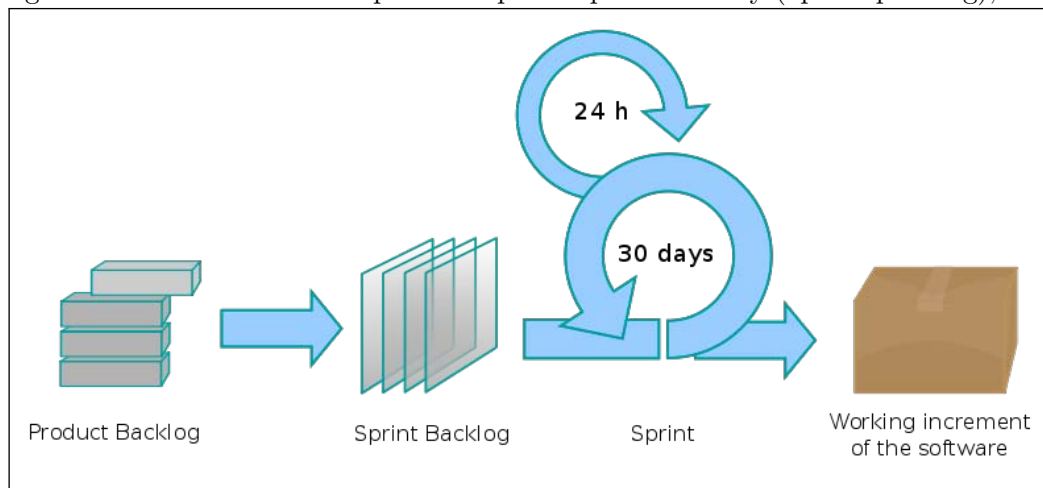 24 h
30 days
Product Backlog
Sprint Backlog
Sprint
Working increment
of the software